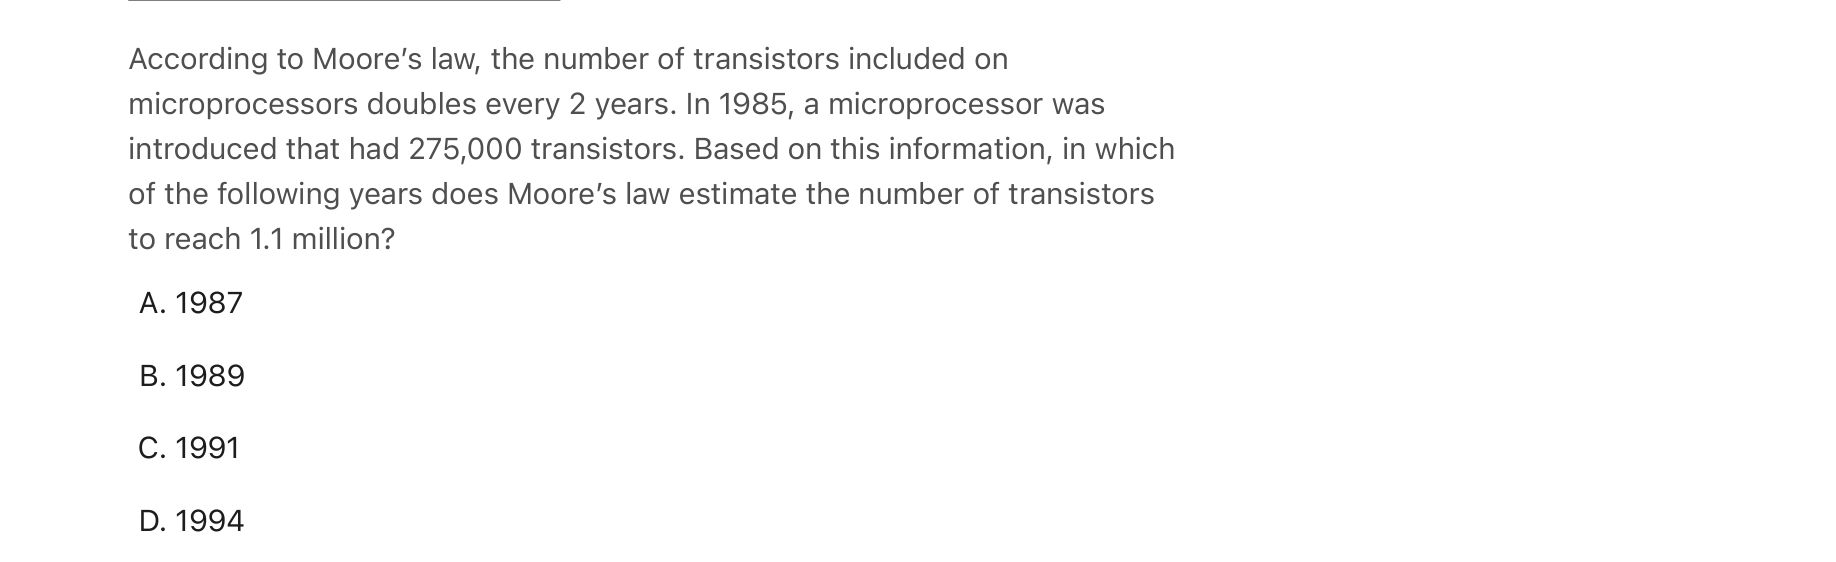 According to Moore’s law, the number of transistors included on
microprocessors doubles every 2 years. In 1985, a microprocessor was
introduced that had 275,000 transistors. Based on this information, in which
of the following years does Moore’s law estimate the number of transistors
to reach 1.1 million?
A. 1987
B. 1989
C. 1991
D. 1994